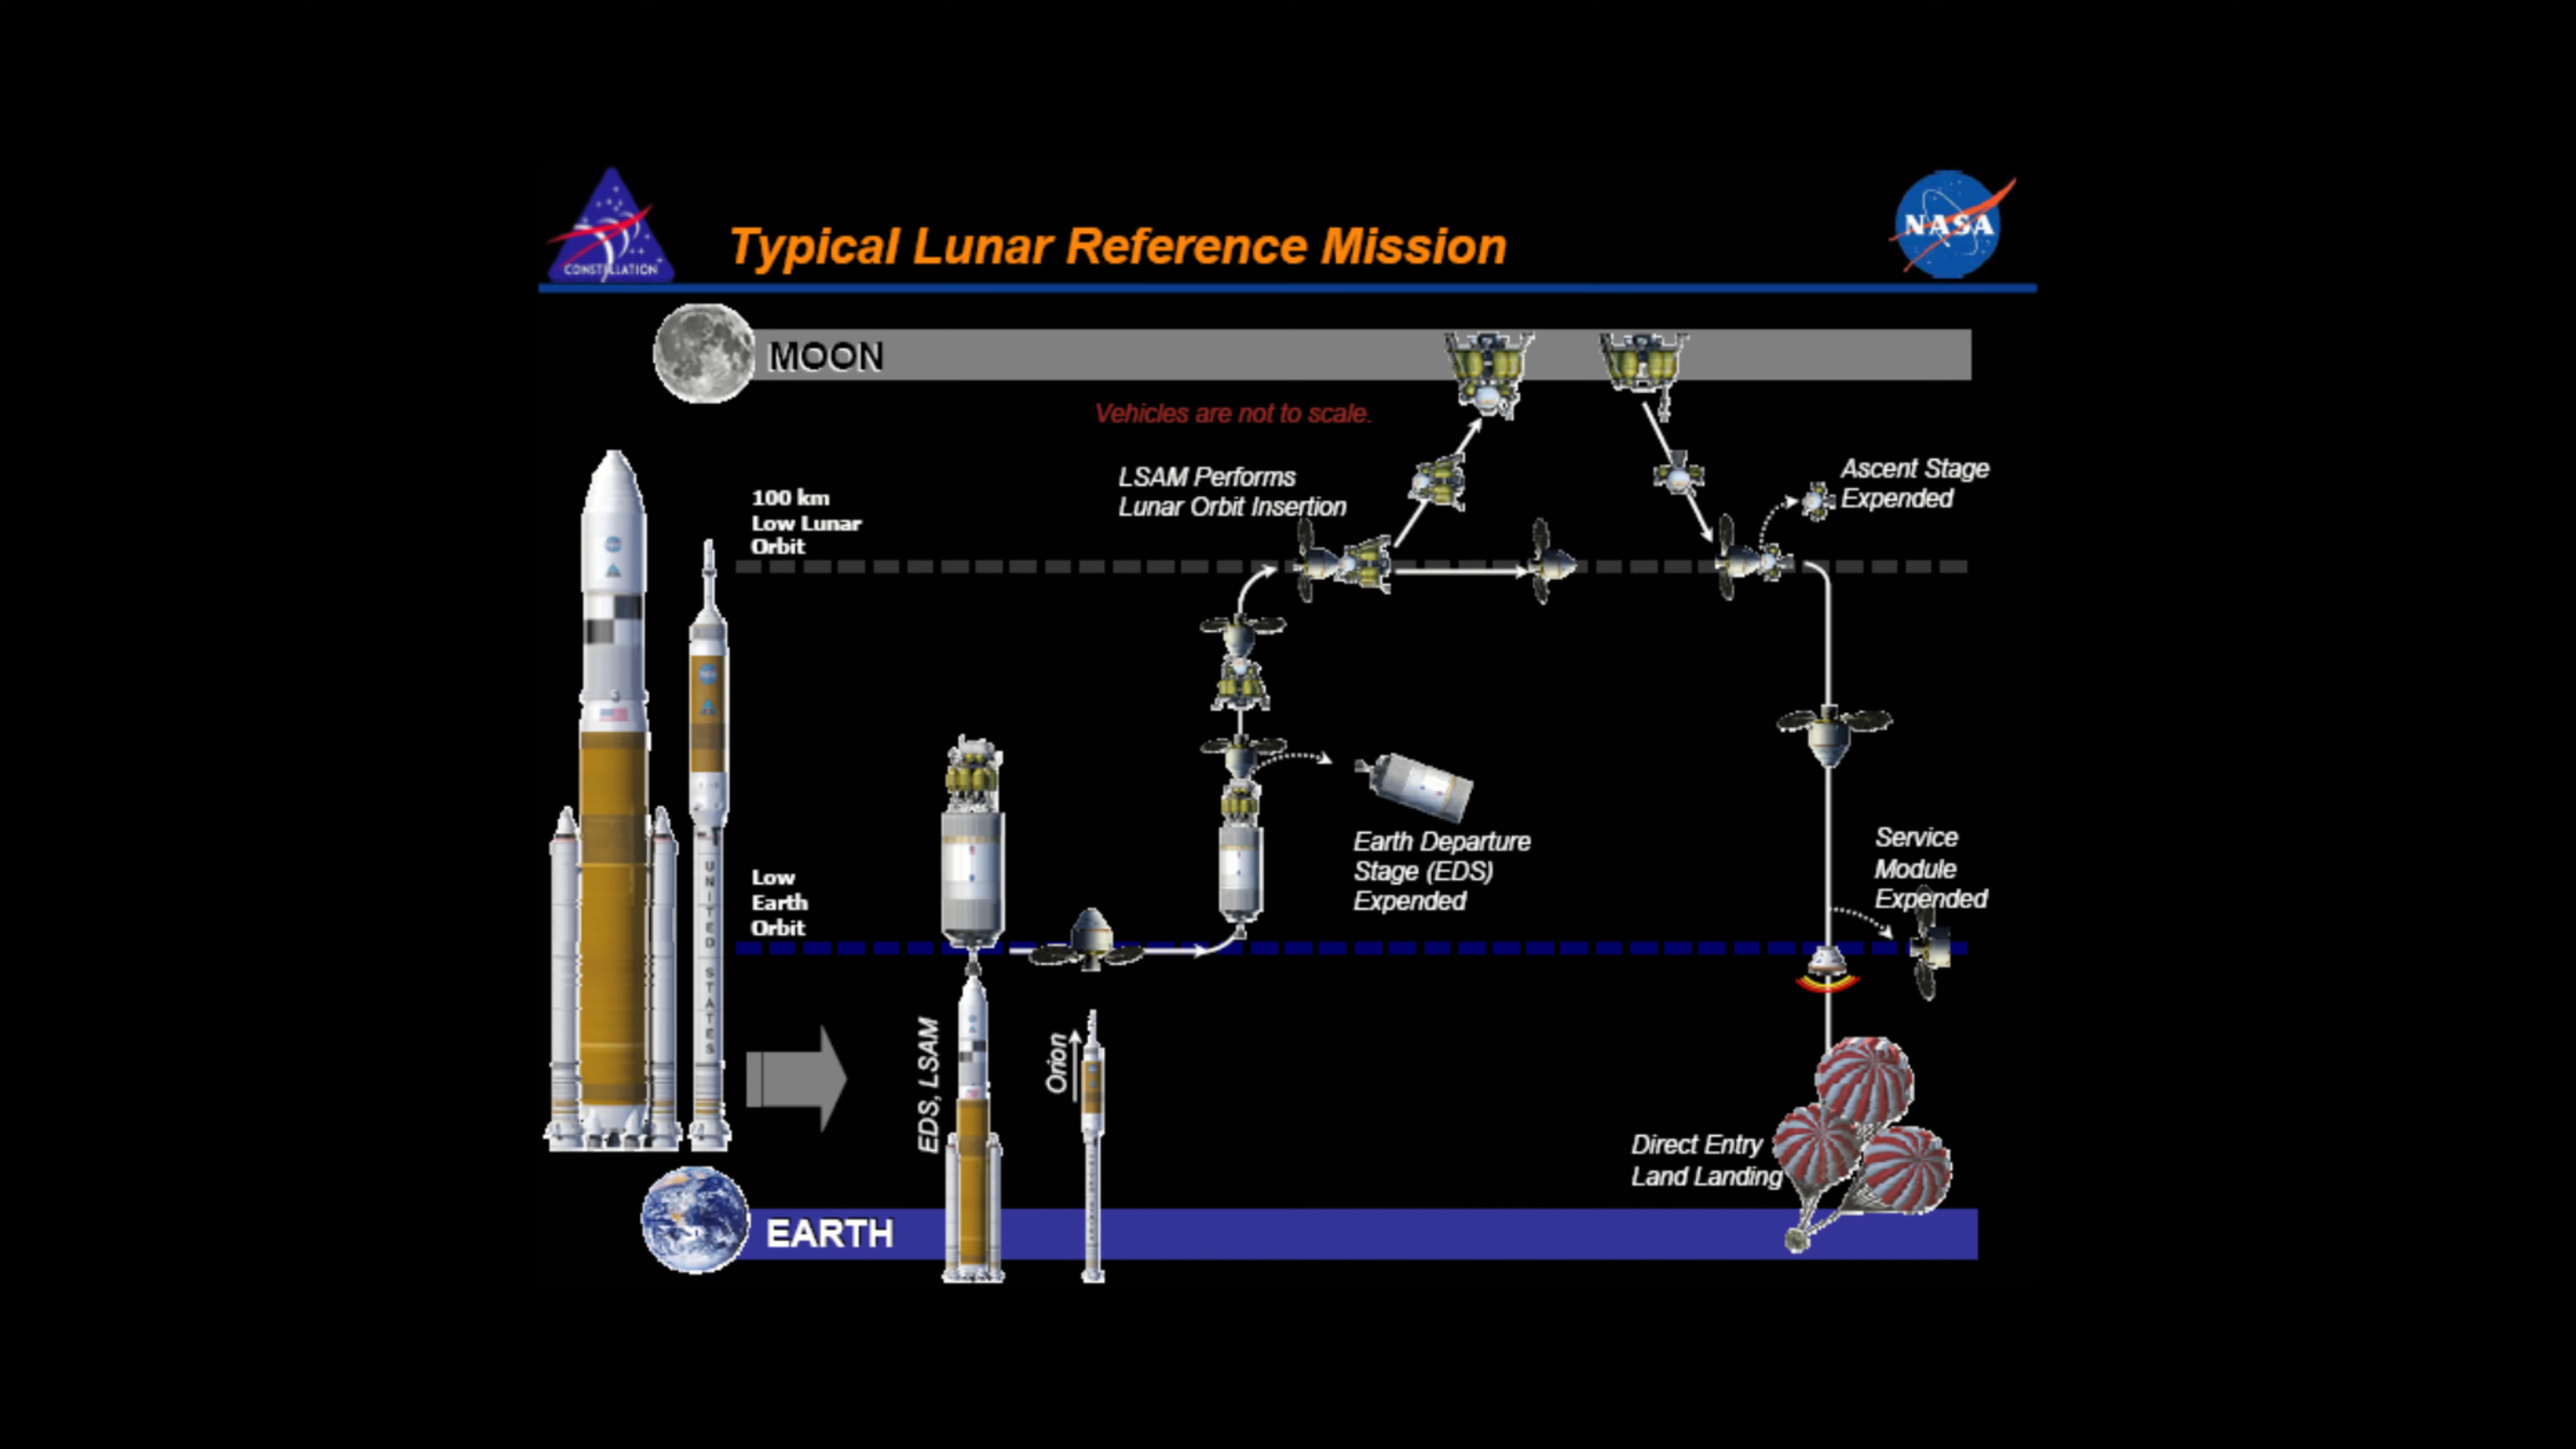 CONSTELLATION
Typical Lunar Reference Mission
NASA
MOON
Vehicles are not to scale.
LSAM Performs
Lunar Orbit Insertion
Ascent Stage
Expended
100 km
Low Lunar
Orbit
Earth Departure
Stage (EDS)
Expended
Service
Module
Expended
Low
Earth
Orbit
UNITED STATES
EDS, LSAM
Orion
Direct Entry
Land Landing
EARTH